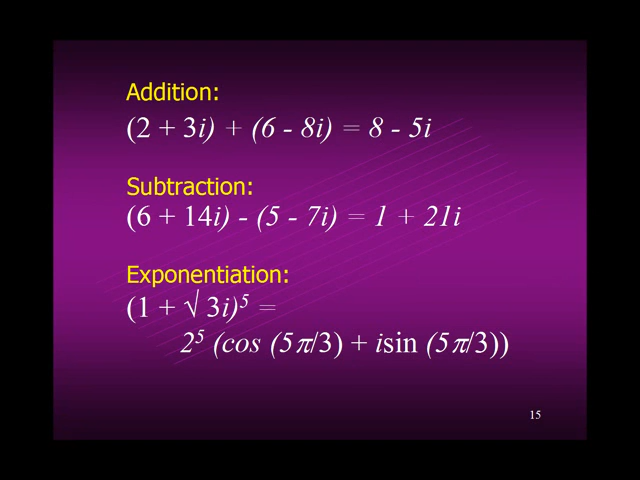 Addition:
(2 + 3i) + (6 - 8i) = 8 - 5i
Subtraction:
(6 + 14i) - (5 - 7i) = 1 + 21i
Exponentiation:
(1 + √ 3i)⁵ =
2⁵ (cos (5π/3) + isin (5π/3))
15